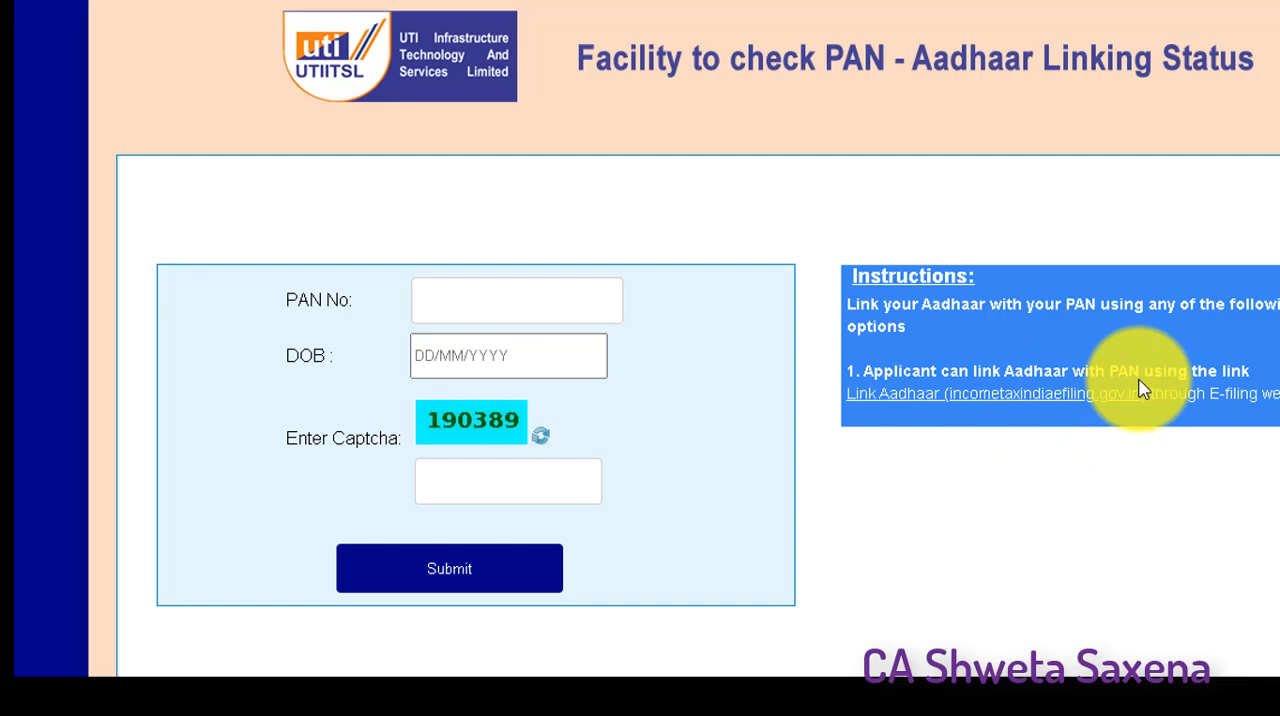 uti
UTIITSL
UTI Infrastructure
Technology And
Services Limited
Facility to check PAN - Aadhaar Linking Status
PAN No:
DOB :
DD/MM/YYYY
190389
Enter Captcha:
Submit
Instructions:
Link your Aadhaar with your PAN using any of the
options
1. Applicant can link Aadhaar with PAN using the link
Link Aadhaar (incometaxindiaefiling.gov.in) through E-filing
CA Shweta Saxena